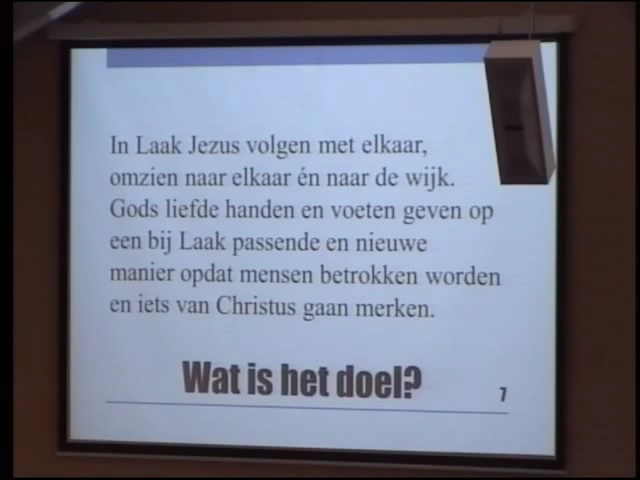 In Laak Jezus volgen met elkaar,
omzien naar elkaar én naar de wijk.
Gods liefde handen en voeten geven op
een bij Laak passende en nieuwe
manier opdat mensen betrokken worden
en iets van Christus gaan merken.
Wat is het doel?
7